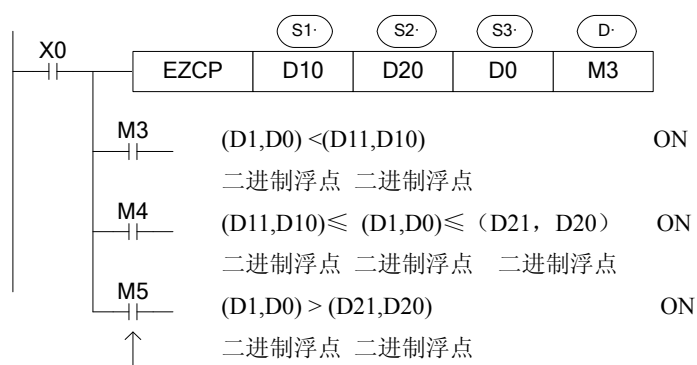 S1· S2· S3· D·
X0
EZCP D10 D20 D0 M3
M3 (D1,D0) <(D11,D10) ON
二进制浮点 二进制浮点
M4 (D11,D10)≤ (D1,D0)≤（D21，D20） ON
二进制浮点 二进制浮点 二进制浮点
M5 (D1,D0) > (D21,D20) ON
二进制浮点 二进制浮点